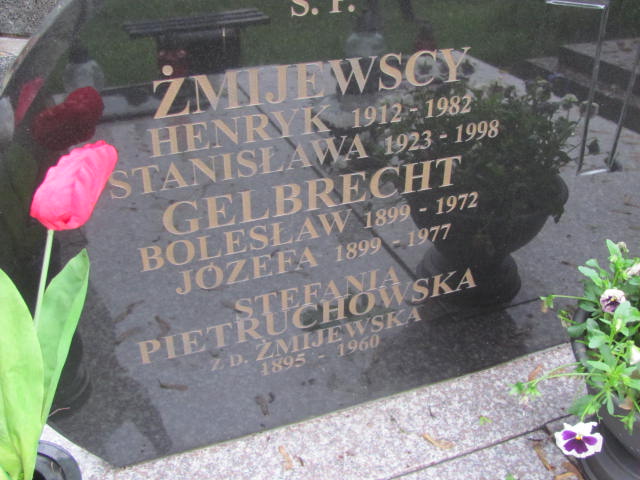 Ś. P.
ŻMIJEWSCY
HENRYK 1912 - 1982
STANISŁAWA 1923 - 1998
GELBRECHT
BOLESŁAW 1899 - 1972
JÓZEFA 1899 - 1977
STEFANIA
PIETRUCHOWSKA
Z D. ŻMIJEWSKA
1895 - 1960